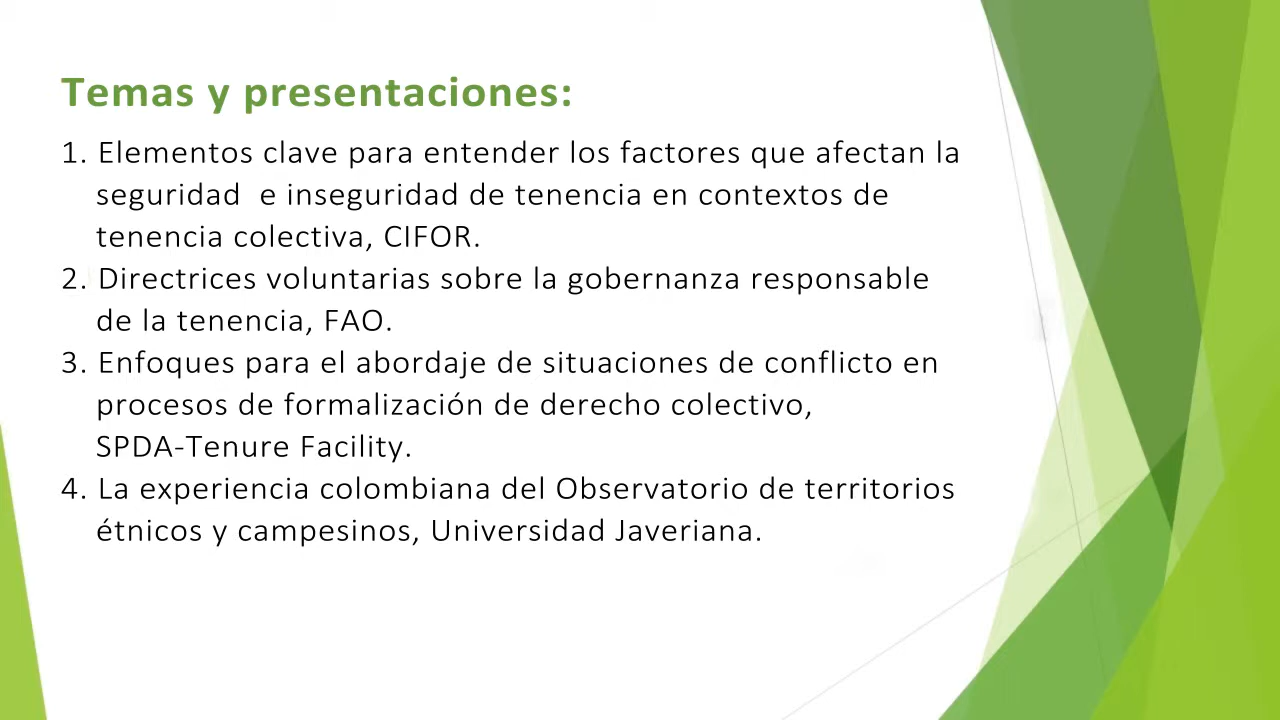 Temas y presentaciones:
1. Elementos clave para entender los factores que afectan la
seguridad e inseguridad de tenencia en contextos de
tenencia colectiva, CIFOR.
2. Directrices voluntarias sobre la gobernanza responsable
de la tenencia, FAO.
3. Enfoques para el abordaje de situaciones de conflicto en
procesos de formalización de derecho colectivo,
SPDA-Tenure Facility.
4. La experiencia colombiana del Observatorio de territorios
étnicos y campesinos, Universidad Javeriana.